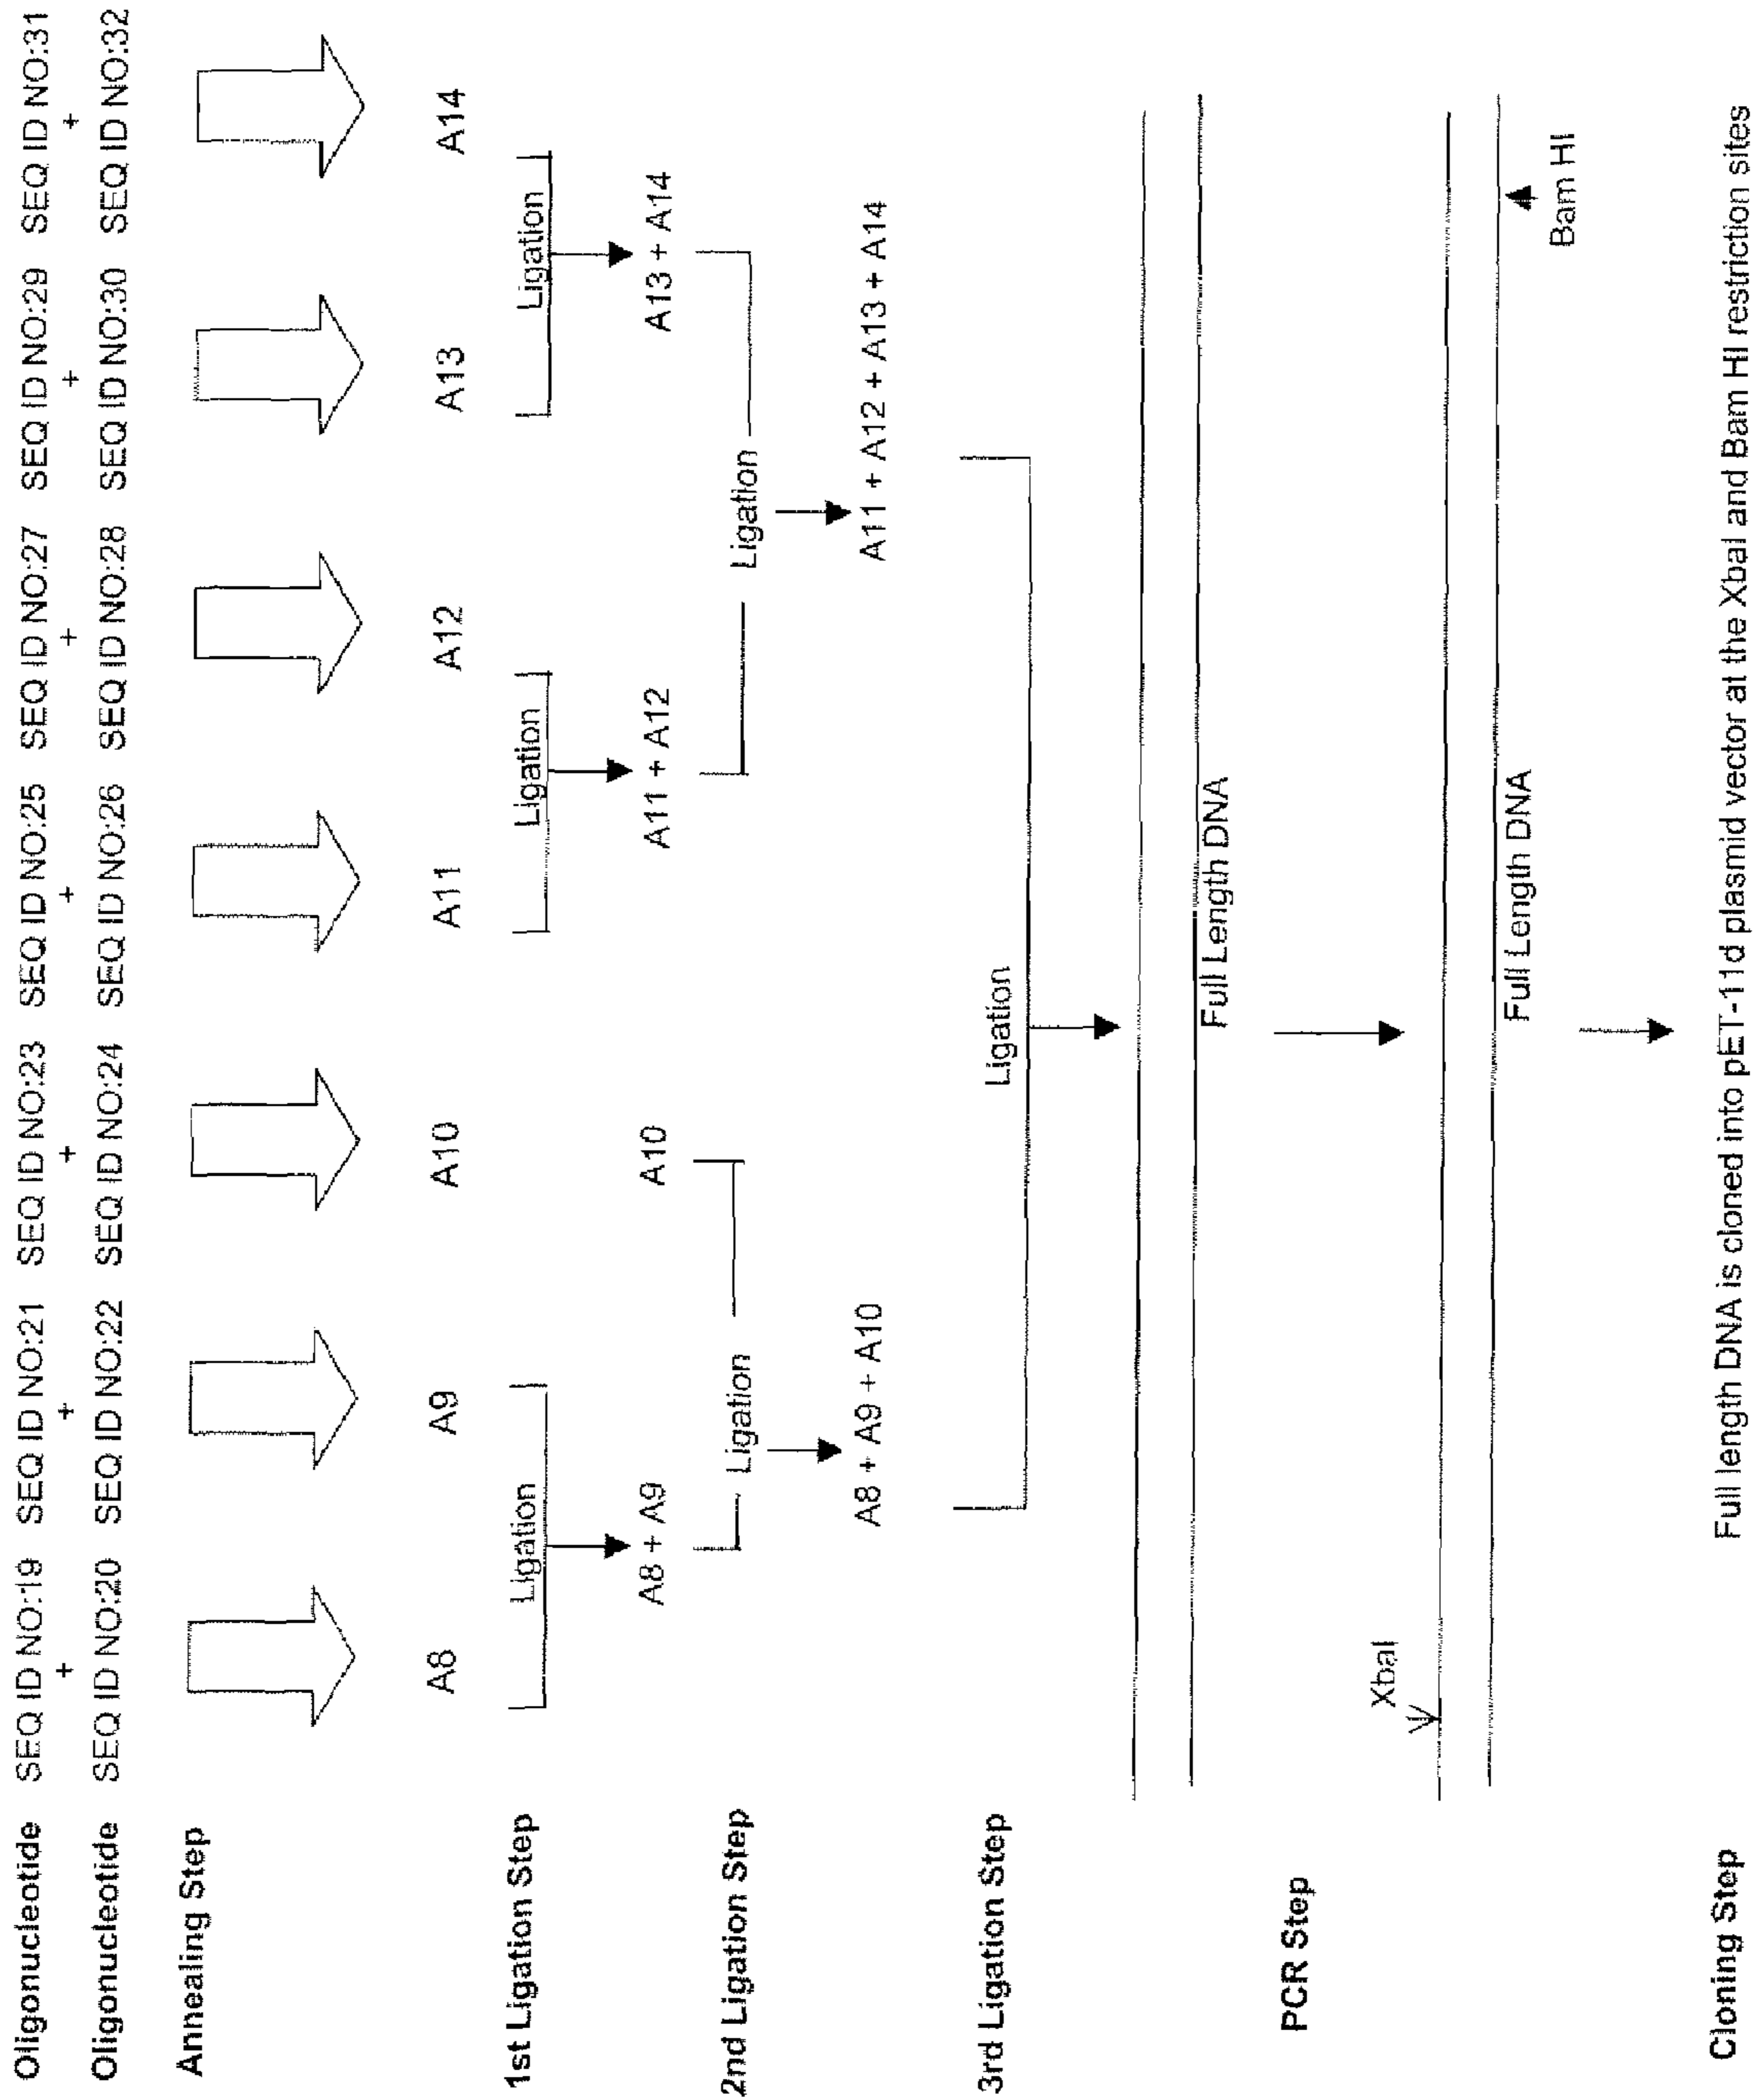 Oligonucleotide SEQ ID NO:19 SEQ ID NO:21 SEQ ID NO:23 SEQ ID NO:25 SEQ ID NO:27 SEQ ID NO:29 SEQ ID NO:31
+ + + + + + +
Oligonucleotide SEQ ID NO:20 SEQ ID NO:22 SEQ ID NO:24 SEQ ID NO:26 SEQ ID NO:28 SEQ ID NO:30 SEQ ID NO:32
Annealing Step
A8 A9 A10 A11 A12 A13 A14
1st Ligation Step Ligation Ligation Ligation
A8 + A9 A10 A11 + A12 A13 + A14
2nd Ligation Step Ligation Ligation
A8 + A9 + A10 A11 + A12 + A13 + A14
3rd Ligation Step Ligation
Full Length DNA
PCR Step
XbaI
Full Length DNA
Bam HI
Cloning Step Full length DNA is cloned into pET-11d plasmid vector at the XbaI and Bam HI restriction sites